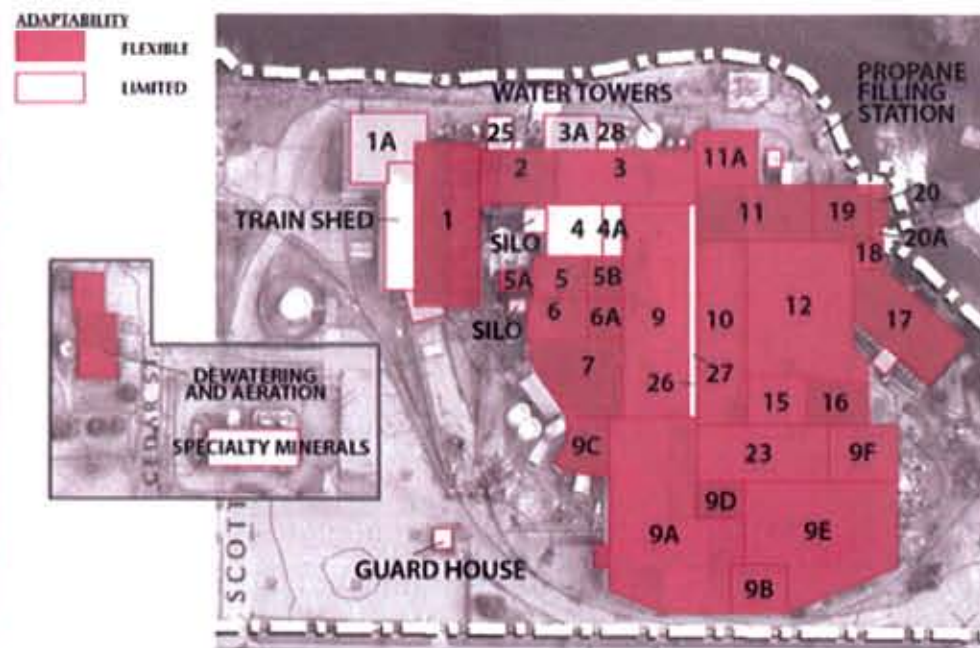 ADAPTABILITY
FLEXIBLE
LIMITED
WATER TOWERS
PROPANE
FILLING
STATION
1A
25
3A
28
11A
2
3
20
TRAIN SHED
1
SILO
4
4A
11
19
20A
18
5A
5
5B
12
SILO
6
6A
9
10
17
7
26
27
DEWATERING
AND AERATION
15
16
CEDAR ST.
SPECIALTY MINERALS
9C
23
9F
9D
9A
9E
SCOTT
GUARD HOUSE
9B